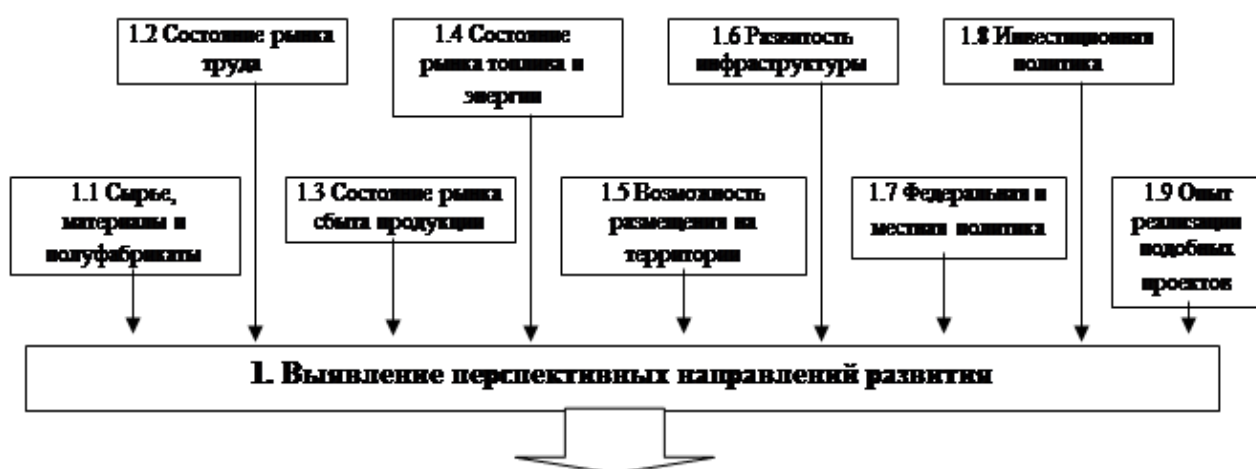 1.2 Состояние рынка
труда
1.4 Состояние
рынка топлива и
энергии
1.6 Развитость
инфраструктуры
1.8 Инвестиционная
политика
1.1 Сырье,
материалы и
полуфабрикаты
1.3 Состояние рынка
сбыта продукции
1.5 Возможность
размещения на
территории
1.7 Федеральная и
местная политика
1.9 Опыт
реализации
подобных
проектов
1. Выявление перспективных направлений развития